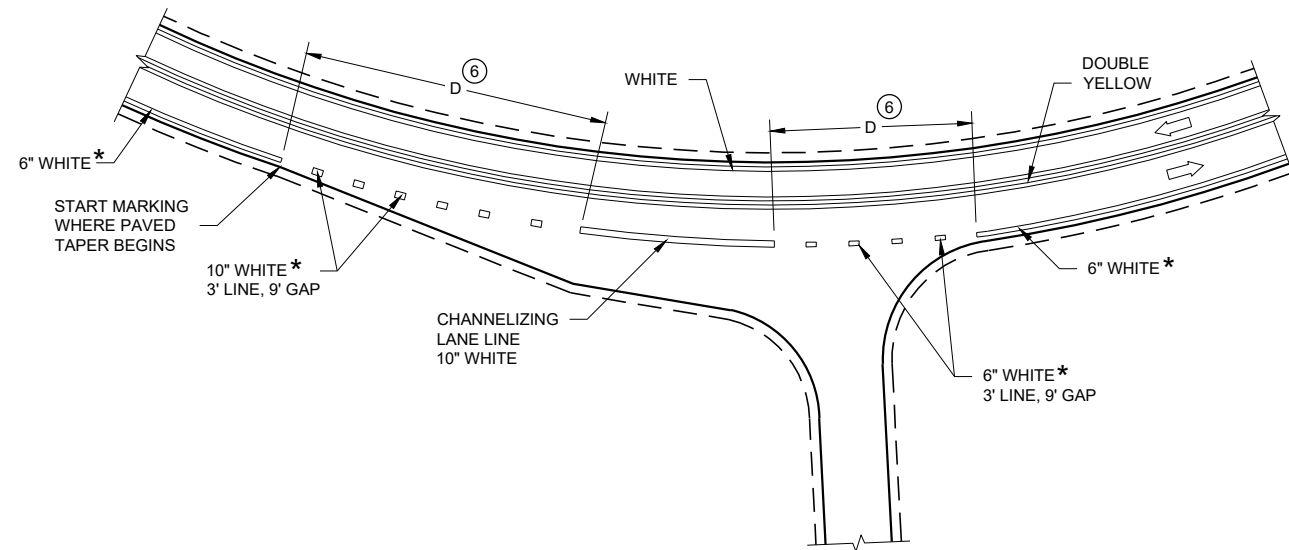 6
D
WHITE
6
D
DOUBLE
YELLOW
6" WHITE*
START MARKING
WHERE PAVED
TAPER BEGINS
10" WHITE*
3' LINE, 9' GAP
CHANNELIZING
LANE LINE
10" WHITE
6" WHITE*
6" WHITE*
3' LINE, 9' GAP